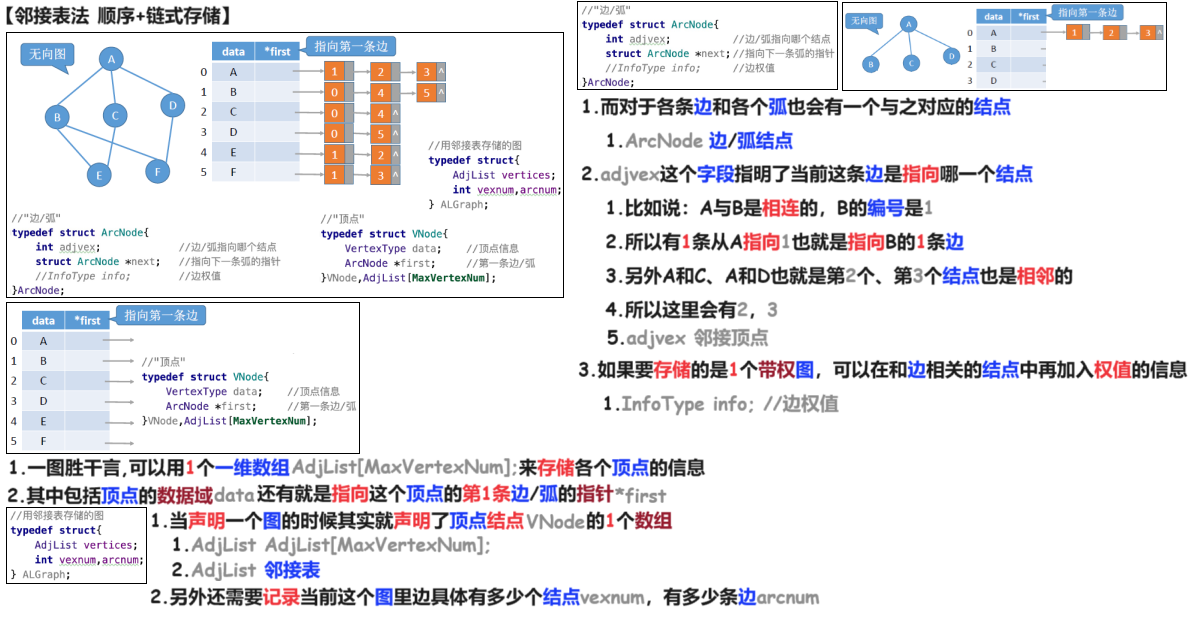 【邻接表法 顺序+链式存储】
无向图
A
B
C
D
E
F
data *first 指向第一条边
0 A 1 2 3 ^
1 B 0 4 5 ^
2 C 0 4 ^
3 D 0 5 ^
4 E 1 2 ^
5 F 1 3 ^
//用邻接表存储的图
typedef struct{
AdjList vertices;
int vexnum,arcnum;
} ALGraph;
//"边/弧"
typedef struct ArcNode{
int adjvex; //边/弧指向哪个结点
struct ArcNode *next; //指向下一条弧的指针
//InfoType info; //边权值
}ArcNode;
//"顶点"
typedef struct VNode{
VertexType data; //顶点信息
ArcNode *first; //第一条边/弧
}VNode,AdjList[MaxVertexNum];
data *first 指向第一条边
0 A
1 B
2 C
3 D
4 E
5 F
//"顶点"
typedef struct VNode{
VertexType data; //顶点信息
ArcNode *first; //第一条边/弧
}VNode,AdjList[MaxVertexNum];
1.一图胜千言,可以用1个一维数组AdjList[MaxVertexNum];来存储各个顶点的信息
2.其中包括顶点的数据域data还有就是指向这个顶点的第1条边/弧的指针*first
//用邻接表存储的图
typedef struct{
AdjList vertices;
int vexnum,arcnum;
} ALGraph;
1.当声明一个图的时候其实就声明了顶点结点VNode的1个数组
1.AdjList AdjList[MaxVertexNum];
2.AdjList 邻接表
2.另外还需要记录当前这个图里边具体有多少个结点vexnum，有多少条边arcnum
//"边/弧"
typedef struct ArcNode{
int adjvex; //边/弧指向哪个结点
struct ArcNode *next; //指向下一条弧的指针
//InfoType info; //边权值
}ArcNode;
无向图
A
B
C
D
data *first 指向第一条边
0 A 1 2 3 ^
1 B
2 C
3 D
1.而对于各条边和各个弧也会有一个与之对应的结点
1.ArcNode 边/弧结点
2.adjvex这个字段指明了当前这条边是指向哪一个结点
1.比如说：A与B是相连的，B的编号是1
2.所以有1条从A指向1也就是指向B的1条边
3.另外A和C、A和D也就是第2个、第3个结点也是相邻的
4.所以这里会有2，3
5.adjvex 邻接顶点
3.如果要存储的是1个带权图，可以在和边相关的结点中再加入权值的信息
1.InfoType info; //边权值